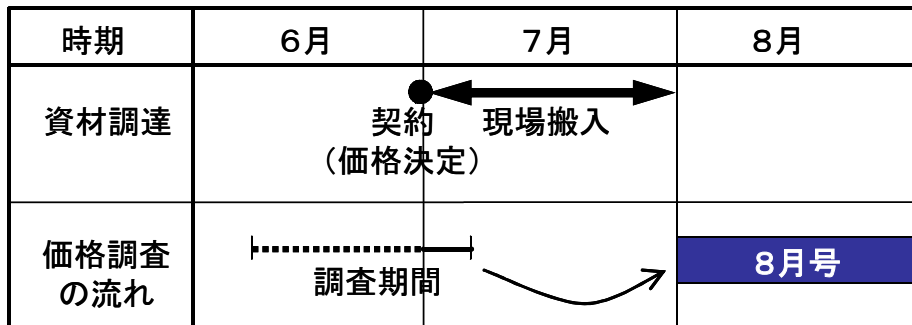 時期
6月
7月
8月
資材調達
契約
（価格決定）
現場搬入
価格調査
の流れ
調査期間
8月号